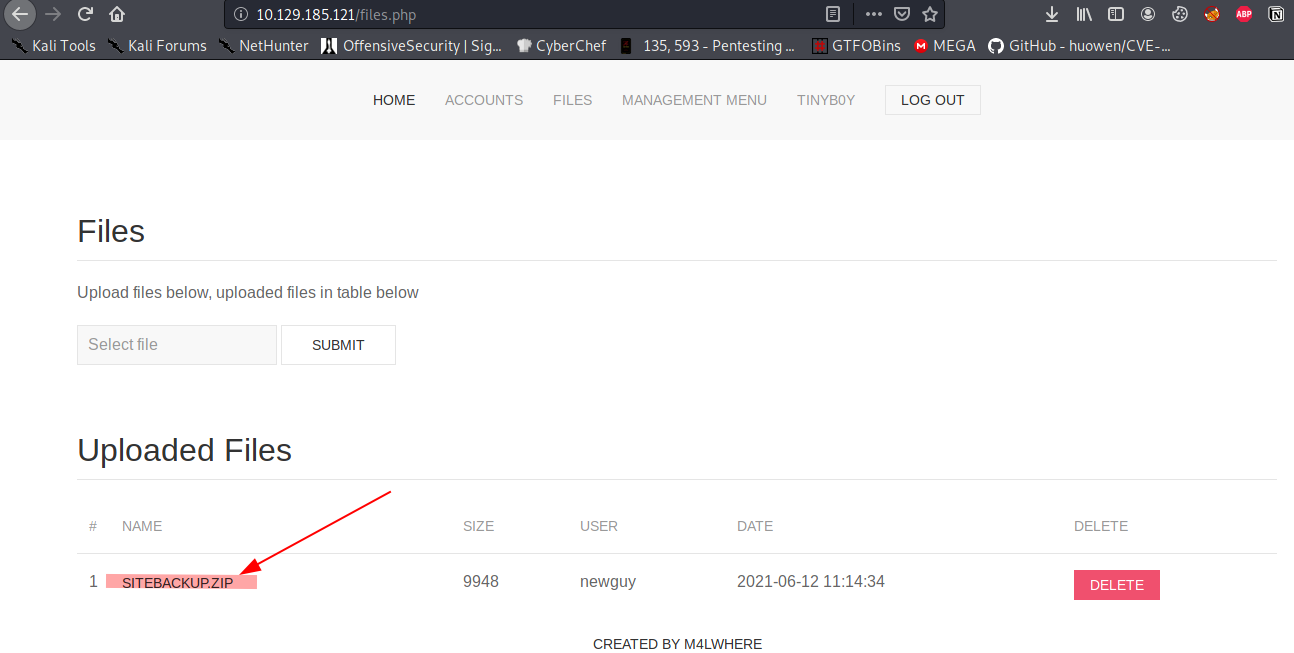 10.129.185.121/files.php
ABP
N
Kali Tools Kali Forums NetHunter OffensiveSecurity | Sig... CyberChef 135, 593 - Pentesting ... GTFOBins M MEGA GitHub - huowen/CVE-...
HOME ACCOUNTS FILES MANAGEMENT MENU TINYB0Y LOG OUT
Files
Upload files below, uploaded files in table below
Select file SUBMIT
Uploaded Files
# NAME SIZE USER DATE DELETE
1 SITEBACKUP.ZIP 9948 newguy 2021-06-12 11:14:34 DELETE
CREATED BY M4LWHERE